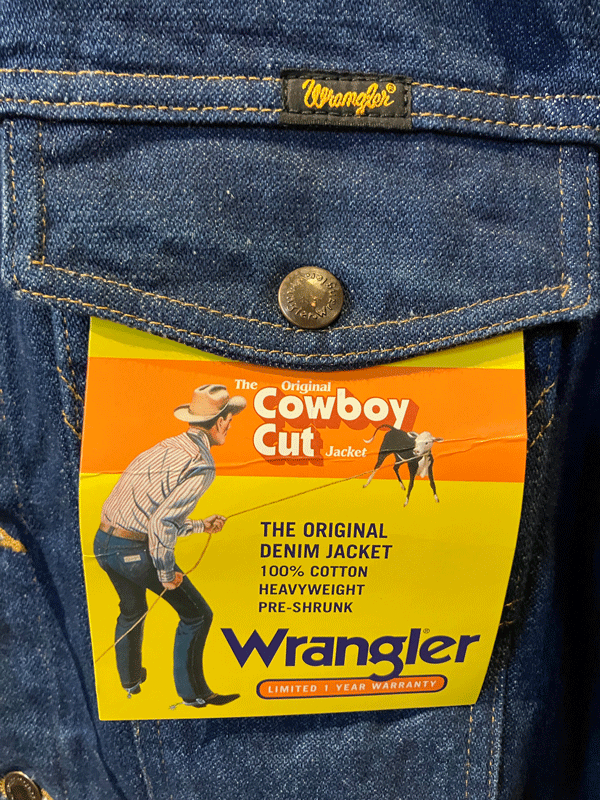 Wrangler®
The Original
Cowboy
Cut Jacket
THE ORIGINAL
DENIM JACKET
100% COTTON
HEAVYWEIGHT
PRE-SHRUNK
Wrangler®
LIMITED 1 YEAR WARRANTY